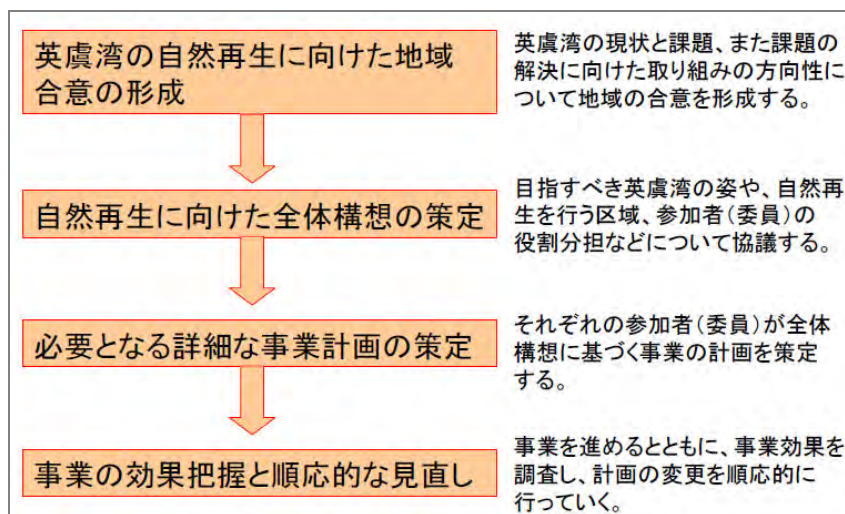 英虞湾の自然再生に向けた地域
合意の形成
英虞湾の現状と課題、また課題の
解決に向けた取り組みの方向性に
ついて地域の合意を形成する。
自然再生に向けた全体構想の策定
目指すべき英虞湾の姿や、自然再
生を行う区域、参加者(委員)の
役割分担などについて協議する。
必要となる詳細な事業計画の策定
それぞれの参加者(委員)が全体
構想に基づく事業の計画を策定
する。
事業の効果把握と順応的な見直し
事業を進めるとともに、事業効果を
調査し、計画の変更を順応的に
行っていく。